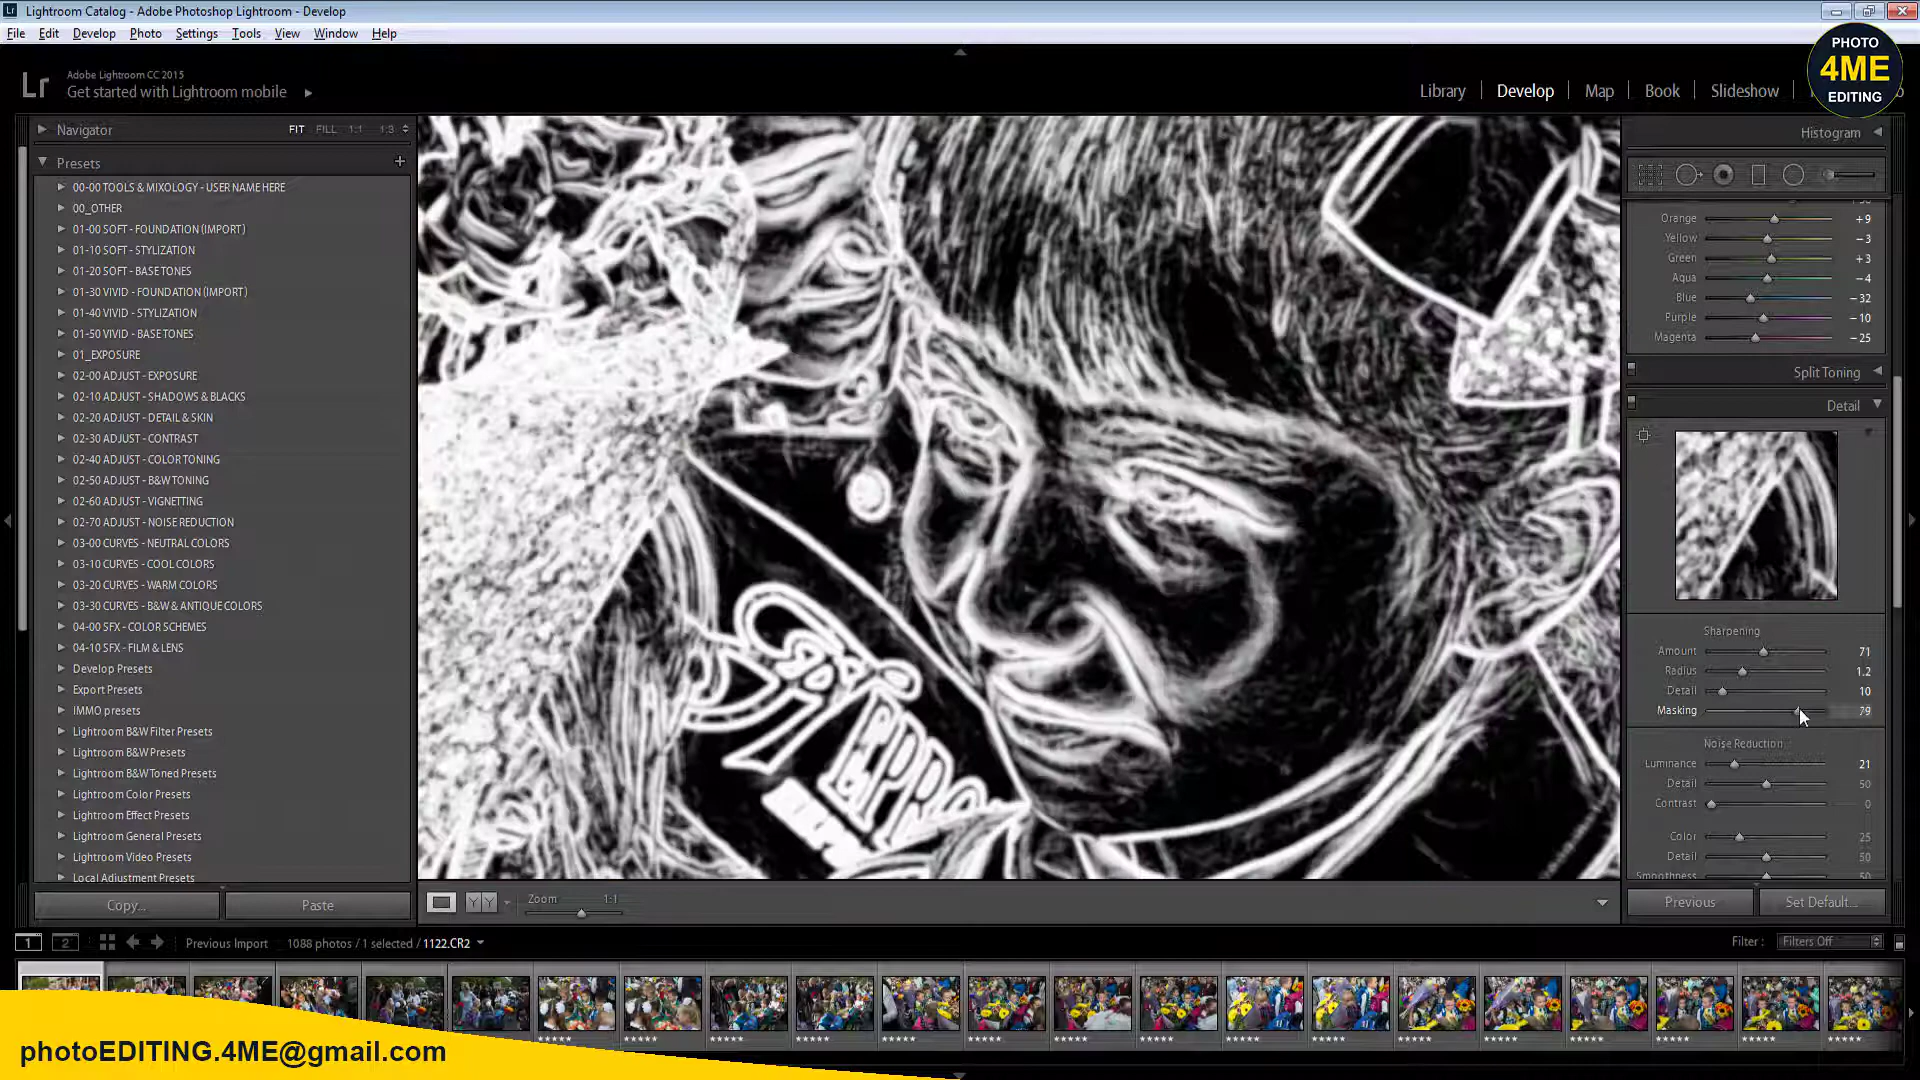 Lightroom Catalog - Adobe Photoshop Lightroom - Develop
File Edit Develop Photo Settings Tools View Window Help
PHOTO
4ME
EDITING
Lr
Adobe Lightroom CC 2015
Get started with Lightroom mobile
Library | Develop | Map | Book | Slideshow |
Navigator FIT FILL 1:1 1:3
Presets +
00-00 TOOLS & MIXOLOGY - USER NAME HERE
00_OTHER
01-00 SOFT - FOUNDATION (IMPORT)
01-10 SOFT - STYLIZATION
01-20 SOFT - BASE TONES
01-30 VIVID - FOUNDATION (IMPORT)
01-40 VIVID - STYLIZATION
01-50 VIVID - BASE TONES
01_EXPOSURE
02-00 ADJUST - EXPOSURE
02-10 ADJUST - SHADOWS & BLACKS
02-20 ADJUST - DETAIL & SKIN
02-30 ADJUST - CONTRAST
02-40 ADJUST - COLOR TONING
02-50 ADJUST - B&W TONING
02-60 ADJUST - VIGNETTING
02-70 ADJUST - NOISE REDUCTION
03-00 CURVES - NEUTRAL COLORS
03-10 CURVES - COOL COLORS
03-20 CURVES - WARM COLORS
03-30 CURVES - B&W & ANTIQUE COLORS
04-00 SFX - COLOR SCHEMES
04-10 SFX - FILM & LENS
Develop Presets
Export Presets
IMMO presets
Lightroom B&W Filter Presets
Lightroom B&W Presets
Lightroom B&W Toned Presets
Lightroom Color Presets
Lightroom Effect Presets
Lightroom General Presets
Lightroom Video Presets
Local Adjustment Presets
Copy... Paste
Histogram
Orange +9
Yellow -3
Green +3
Aqua -4
Blue -32
Purple -10
Magenta -25
Split Toning
Detail
Sharpening
Amount 71
Radius 1.2
Detail 10
Masking 79
Noise Reduction
Luminance 21
Detail 50
Contrast 0
Color 25
Detail 50
Smoothness 50
Previous Set Default...
Zoom 1:1
1 2 Previous Import 1088 photos / 1 selected / 1122.CR2
Filter : Filters Off
photoEDITING.4ME@gmail.com